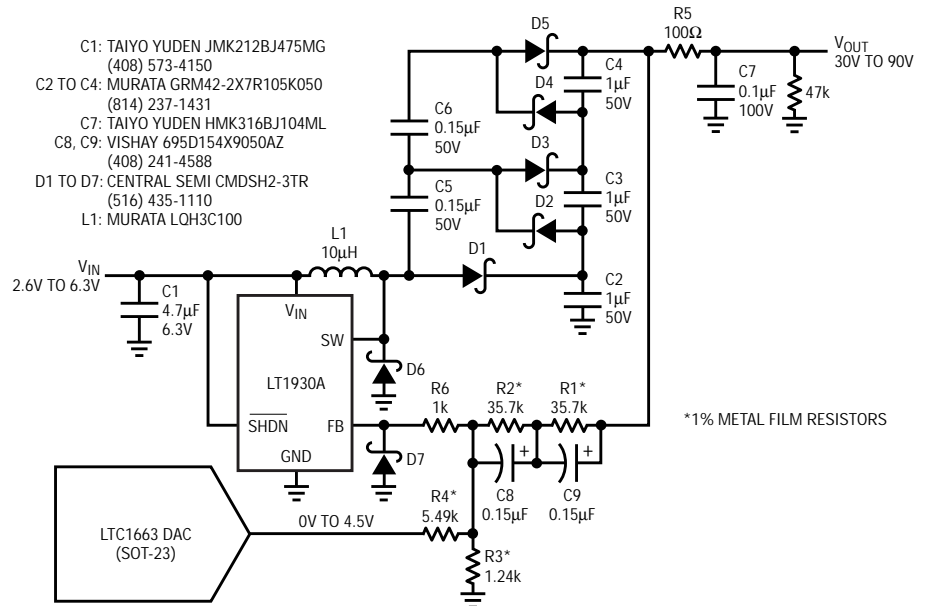 C1: TAIYO YUDEN JMK212BJ475MG
(408) 573-4150
C2 TO C4: MURATA GRM42-2X7R105K050
(814) 237-1431
C7: TAIYO YUDEN HMK316BJ104ML
C8, C9: VISHAY 695D154X9050AZ
(408) 241-4588
D1 TO D7: CENTRAL SEMI CMDSH2-3TR
(516) 435-1110
L1: MURATA LQH3C100
D5
R5
100Ω
VOUT
30V TO 90V
C4
1µF
50V
C7
0.1µF
100V
47k
D4
C6
0.15µF
50V
D3
C5
0.15µF
50V
C3
1µF
50V
D2
L1
10µH
D1
VIN
2.6V TO 6.3V
C1
4.7µF
6.3V
C2
1µF
50V
VIN
SW
LT1930A
SHDN
FB
GND
D6
R6
1k
R2*
35.7k
R1*
35.7k
*1% METAL FILM RESISTORS
D7
+
+
C8
0.15µF
C9
0.15µF
R4*
5.49k
0V TO 4.5V
LTC1663 DAC
(SOT-23)
R3*
1.24k